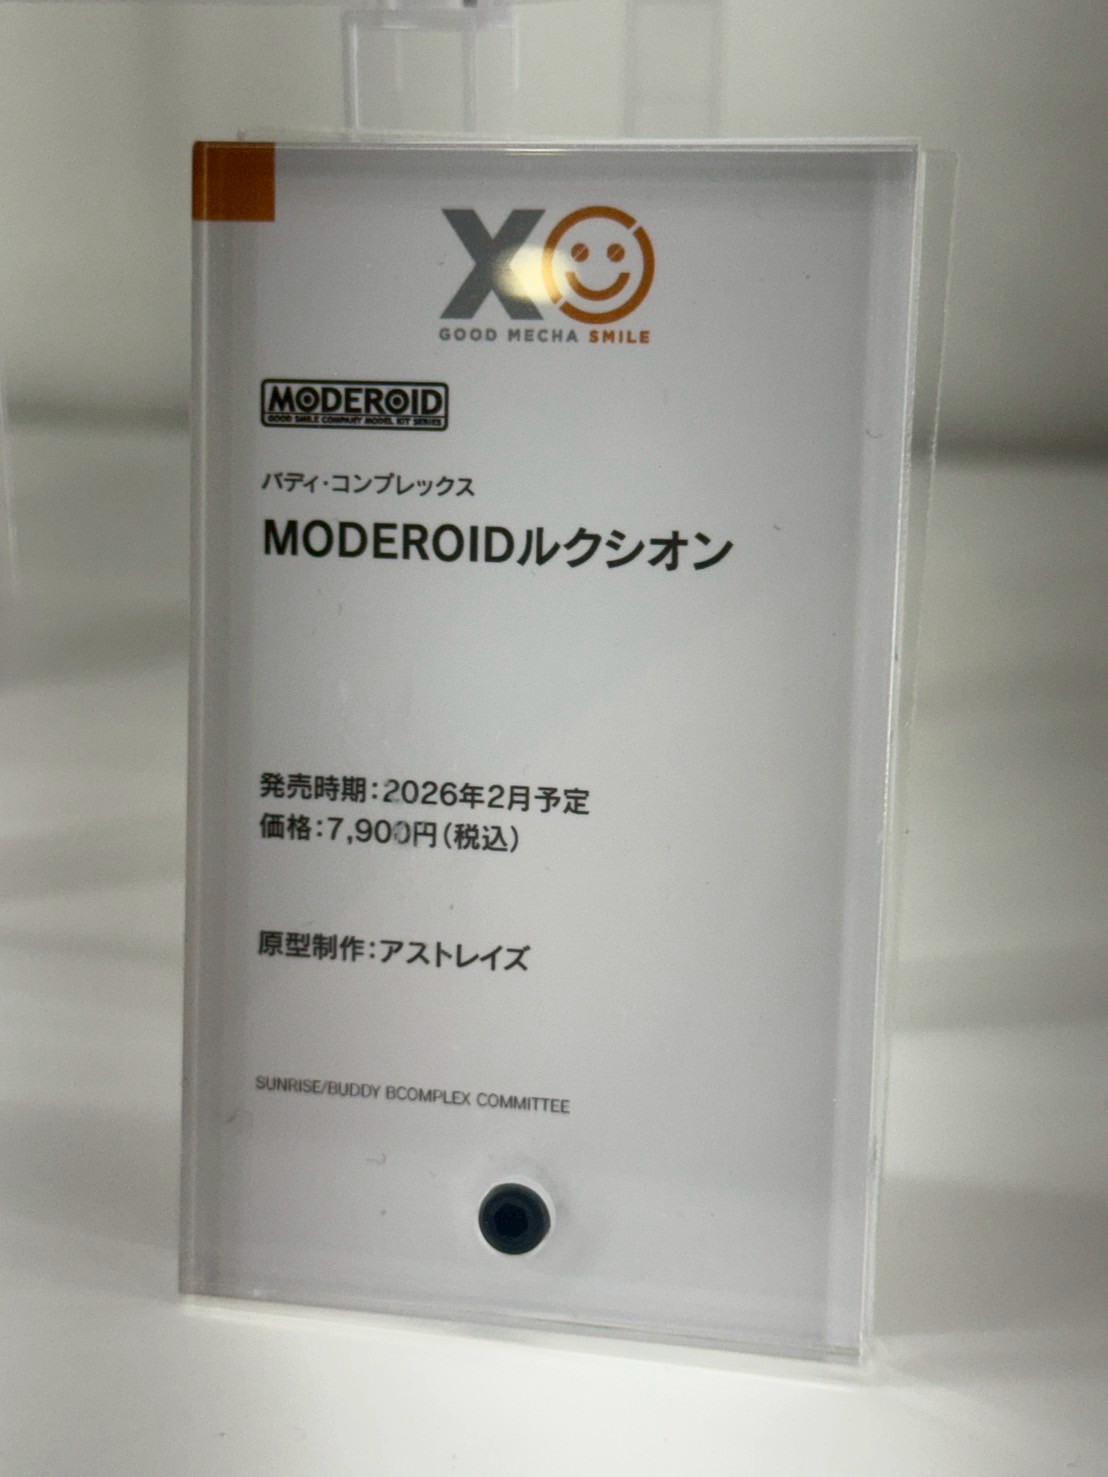 XO
GOOD MECHA SMILE
MODEROID
GOOD SMILE COMPANY MODEL KIT SERIES
バディ・コンプレックス
MODEROIDルクシオン
発売時期：2026年2月予定
価格：7,900円（税込）
原型制作：アストレイズ
SUNRISE/BUDDY BCOMPLEX COMMITTEE